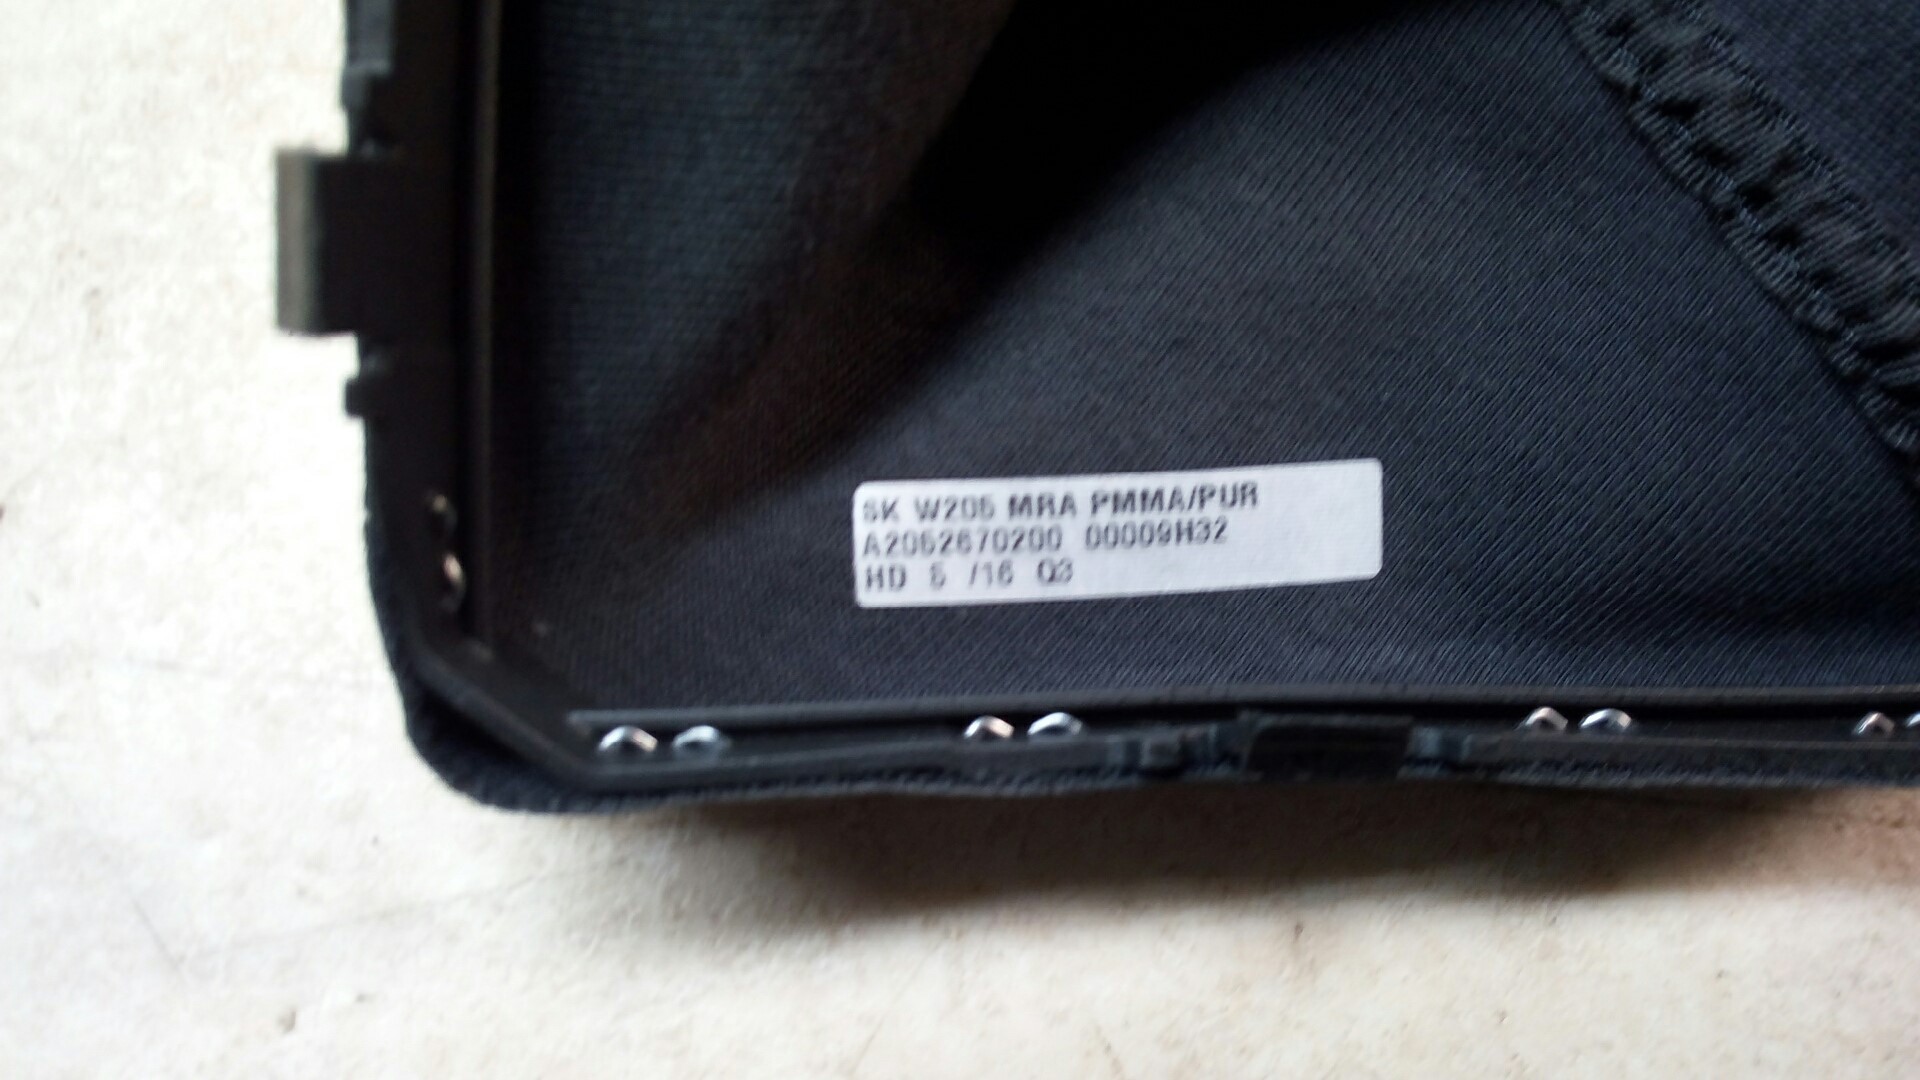 SK W205 MRA PMMA/PUR
A2052670200 00009H32
HD 5 /16 Q3